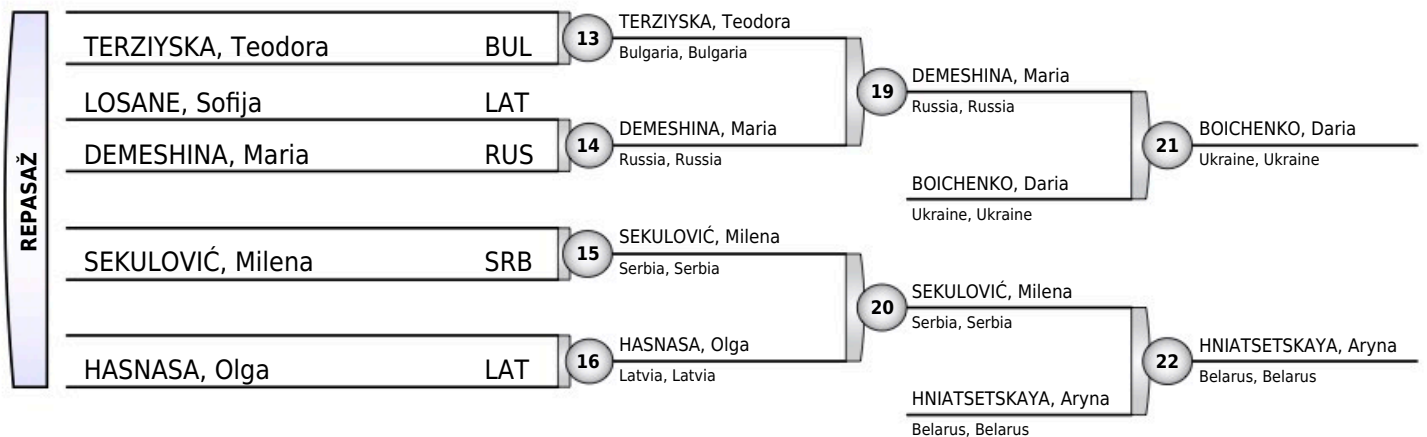 REPASAŽ
TERZIYSKA, Teodora BUL
LOSANE, Sofija LAT
DEMESHINA, Maria RUS
SEKULOVIĆ, Milena SRB
HASNASA, Olga LAT
13
TERZIYSKA, Teodora
Bulgaria, Bulgaria
14
DEMESHINA, Maria
Russia, Russia
15
SEKULOVIĆ, Milena
Serbia, Serbia
16
HASNASA, Olga
Latvia, Latvia
19
DEMESHINA, Maria
Russia, Russia
BOICHENKO, Daria
Ukraine, Ukraine
20
SEKULOVIĆ, Milena
Serbia, Serbia
HNIATSETSKAYA, Aryna
Belarus, Belarus
21
BOICHENKO, Daria
Ukraine, Ukraine
22
HNIATSETSKAYA, Aryna
Belarus, Belarus